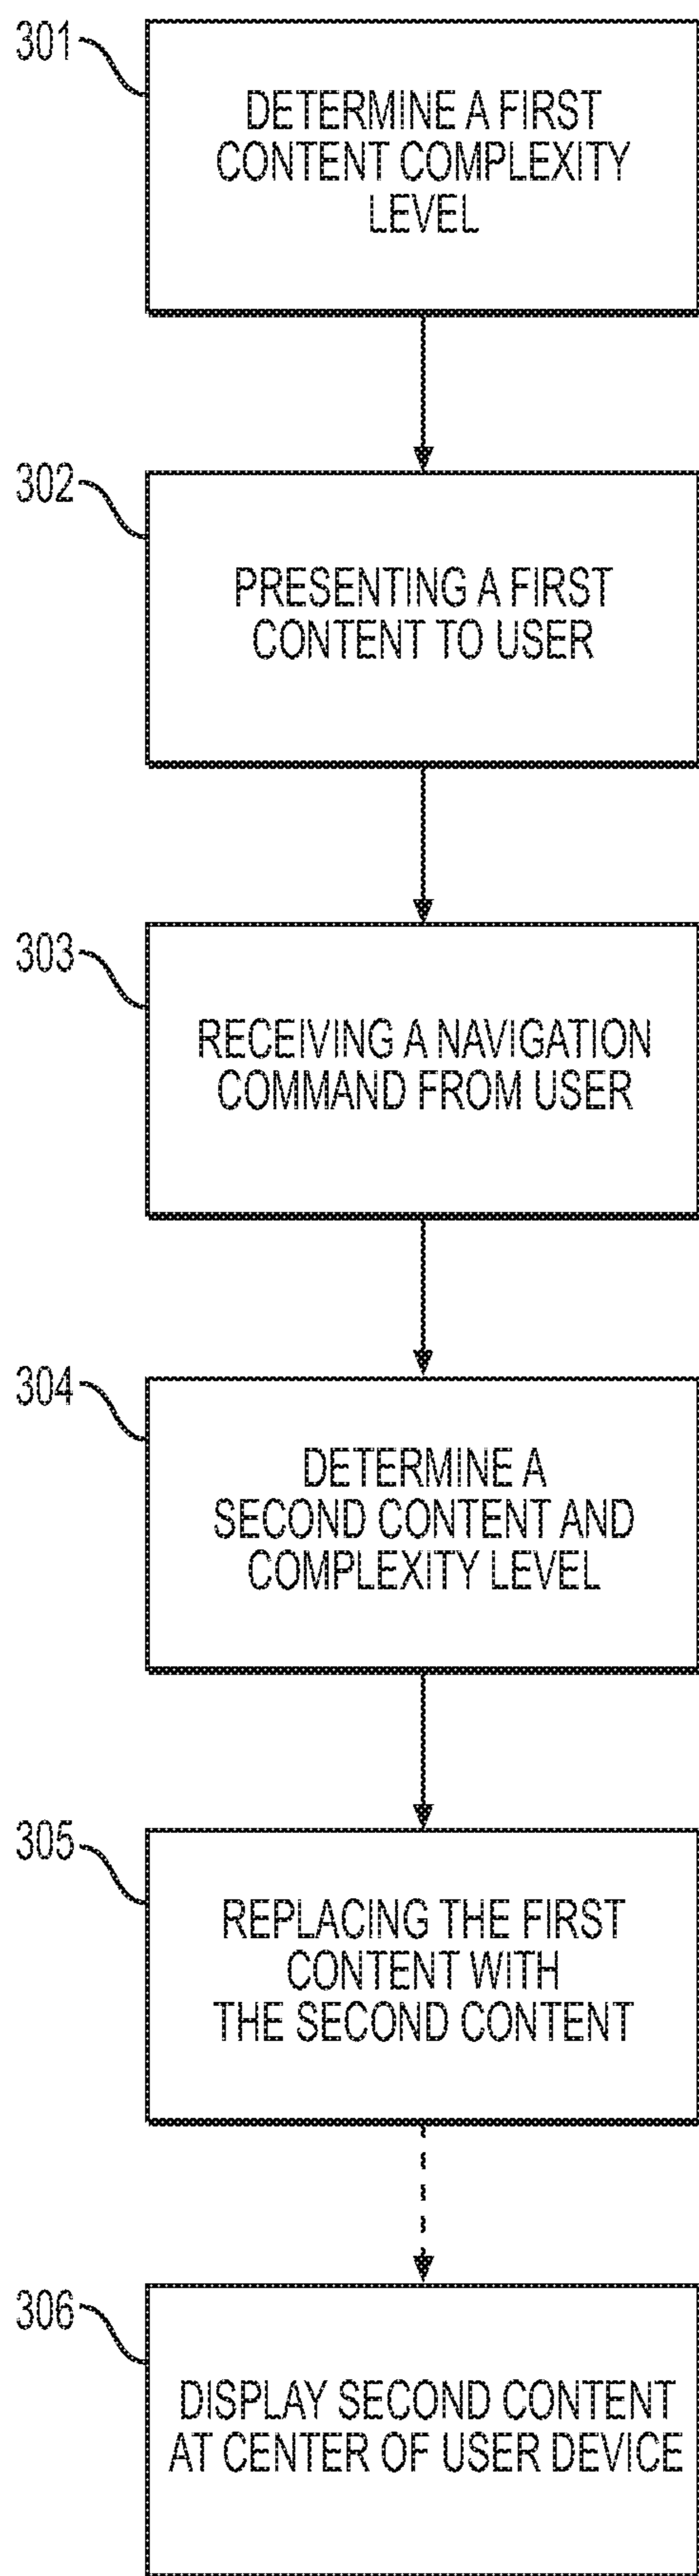 301
DETERMINE A FIRST
CONTENT COMPLEXITY
LEVEL
302
PRESENTING A FIRST
CONTENT TO USER
303
RECEIVING A NAVIGATION
COMMAND FROM USER
304
DETERMINE A
SECOND CONTENT AND
COMPLEXITY LEVEL
305
REPLACING THE FIRST
CONTENT WITH
THE SECOND CONTENT
306
DISPLAY SECOND CONTENT
AT CENTER OF USER DEVICE